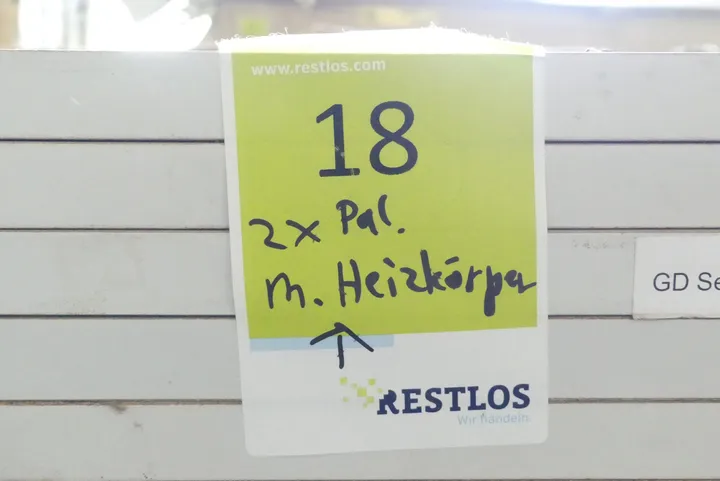 www.restlos.com
18
2x Pal.
m. Heizkörper
RESTLOS
Wir handeln.
GD Se